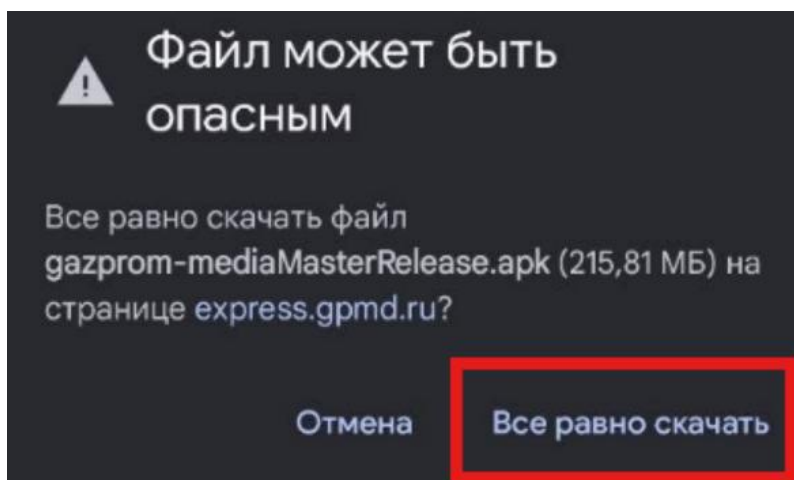 Файл может быть
опасным
Все равно скачать файл
gazprom-mediaMasterRelease.apk (215,81 МБ) на
странице express.gpmd.ru?
Отмена
Все равно скачать